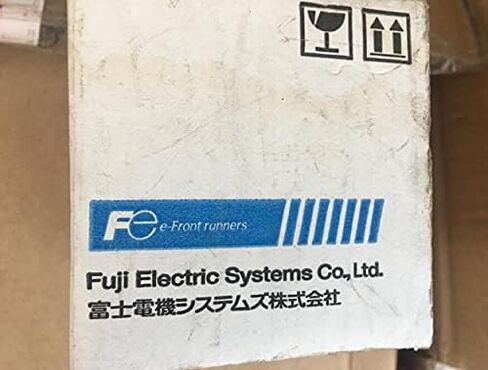 Fe e-Front runners
Fuji Electric Systems Co., Ltd.
富士電機システムズ株式会社